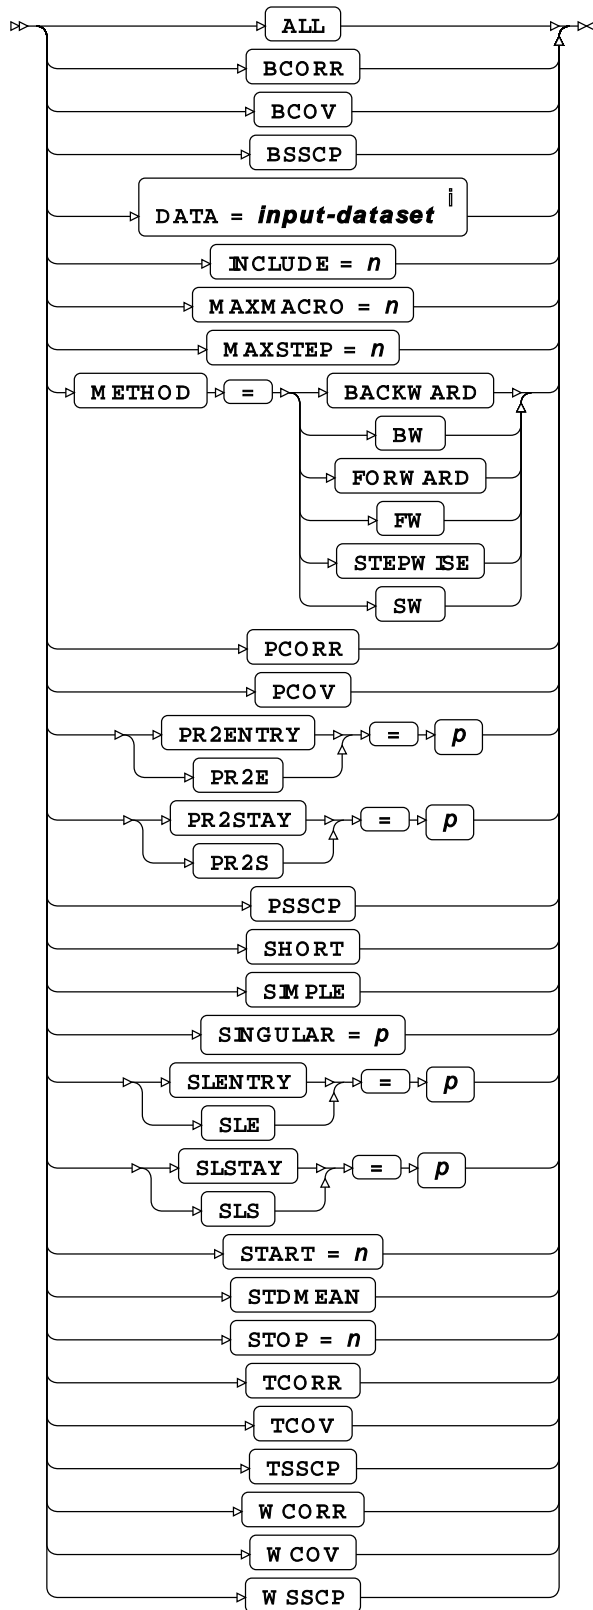 ALL
BCORR
BCOV
BSSCP
DATA = input-dataset i
INCLUDE = n
MAXMACRO = n
MAXSTEP = n
METHOD = BACKWARD
BW
FORWARD
FW
STEPWISE
SW
PCORR
PCOV
PR2ENTRY = p
PR2E
PR2STAY = p
PR2S
PSSCP
SHORT
SIMPLE
SINGULAR = p
SLENTRY = p
SLE
SLSTAY = p
SLS
START = n
STDMEAN
STOP = n
TCORR
TCOV
TSSCP
WCORR
WCOV
WSSCP